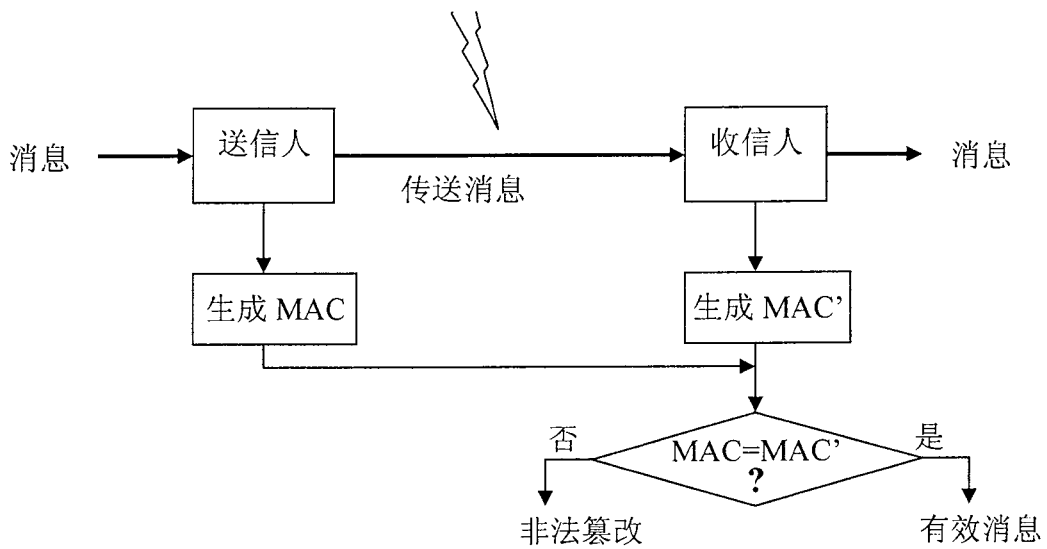 消息
送信人
传送消息
收信人
消息
生成 MAC
生成 MAC’
否
MAC=MAC’
?
是
非法篡改
有效消息